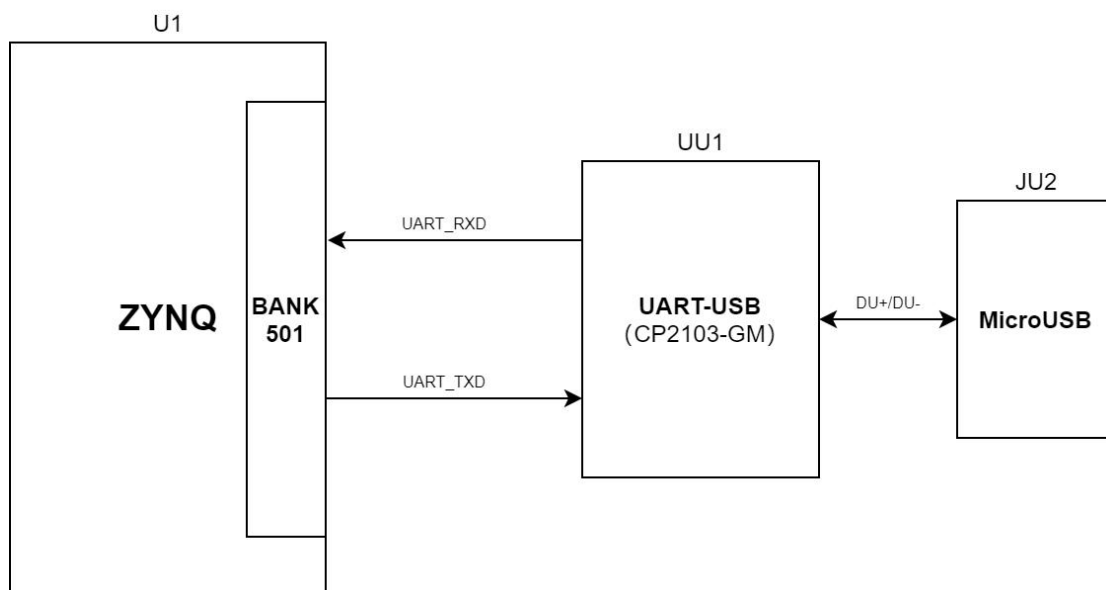 U1
ZYNQ
BANK
501
UART_RXD
UART_TXD
UU1
UART-USB
(CP2103-GM)
DU+/DU-
JU2
MicroUSB